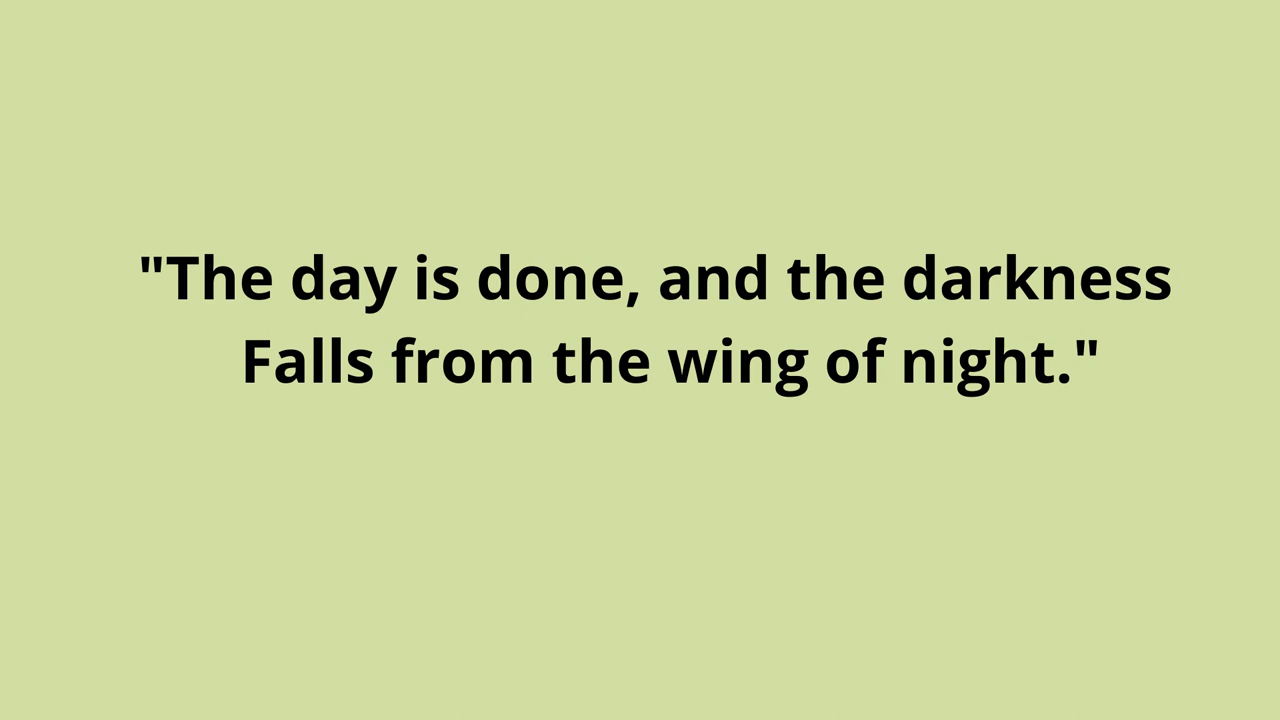 "The day is done, and the darkness
Falls from the wing of night."